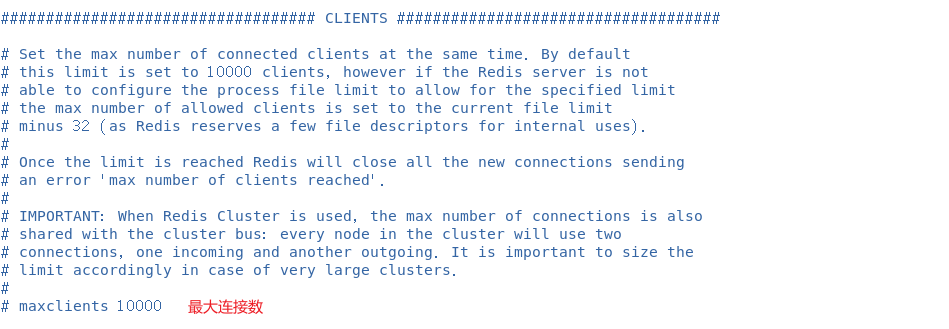 ################################### CLIENTS ####################################
# Set the max number of connected clients at the same time. By default
# this limit is set to 10000 clients, however if the Redis server is not
# able to configure the process file limit to allow for the specified limit
# the max number of allowed clients is set to the current file limit
# minus 32 (as Redis reserves a few file descriptors for internal uses).
#
# Once the limit is reached Redis will close all the new connections sending
# an error 'max number of clients reached'.
#
# IMPORTANT: When Redis Cluster is used, the max number of connections is also
# shared with the cluster bus: every node in the cluster will use two
# connections, one incoming and another outgoing. It is important to size the
# limit accordingly in case of very large clusters.
#
# maxclients 10000 最大连接数